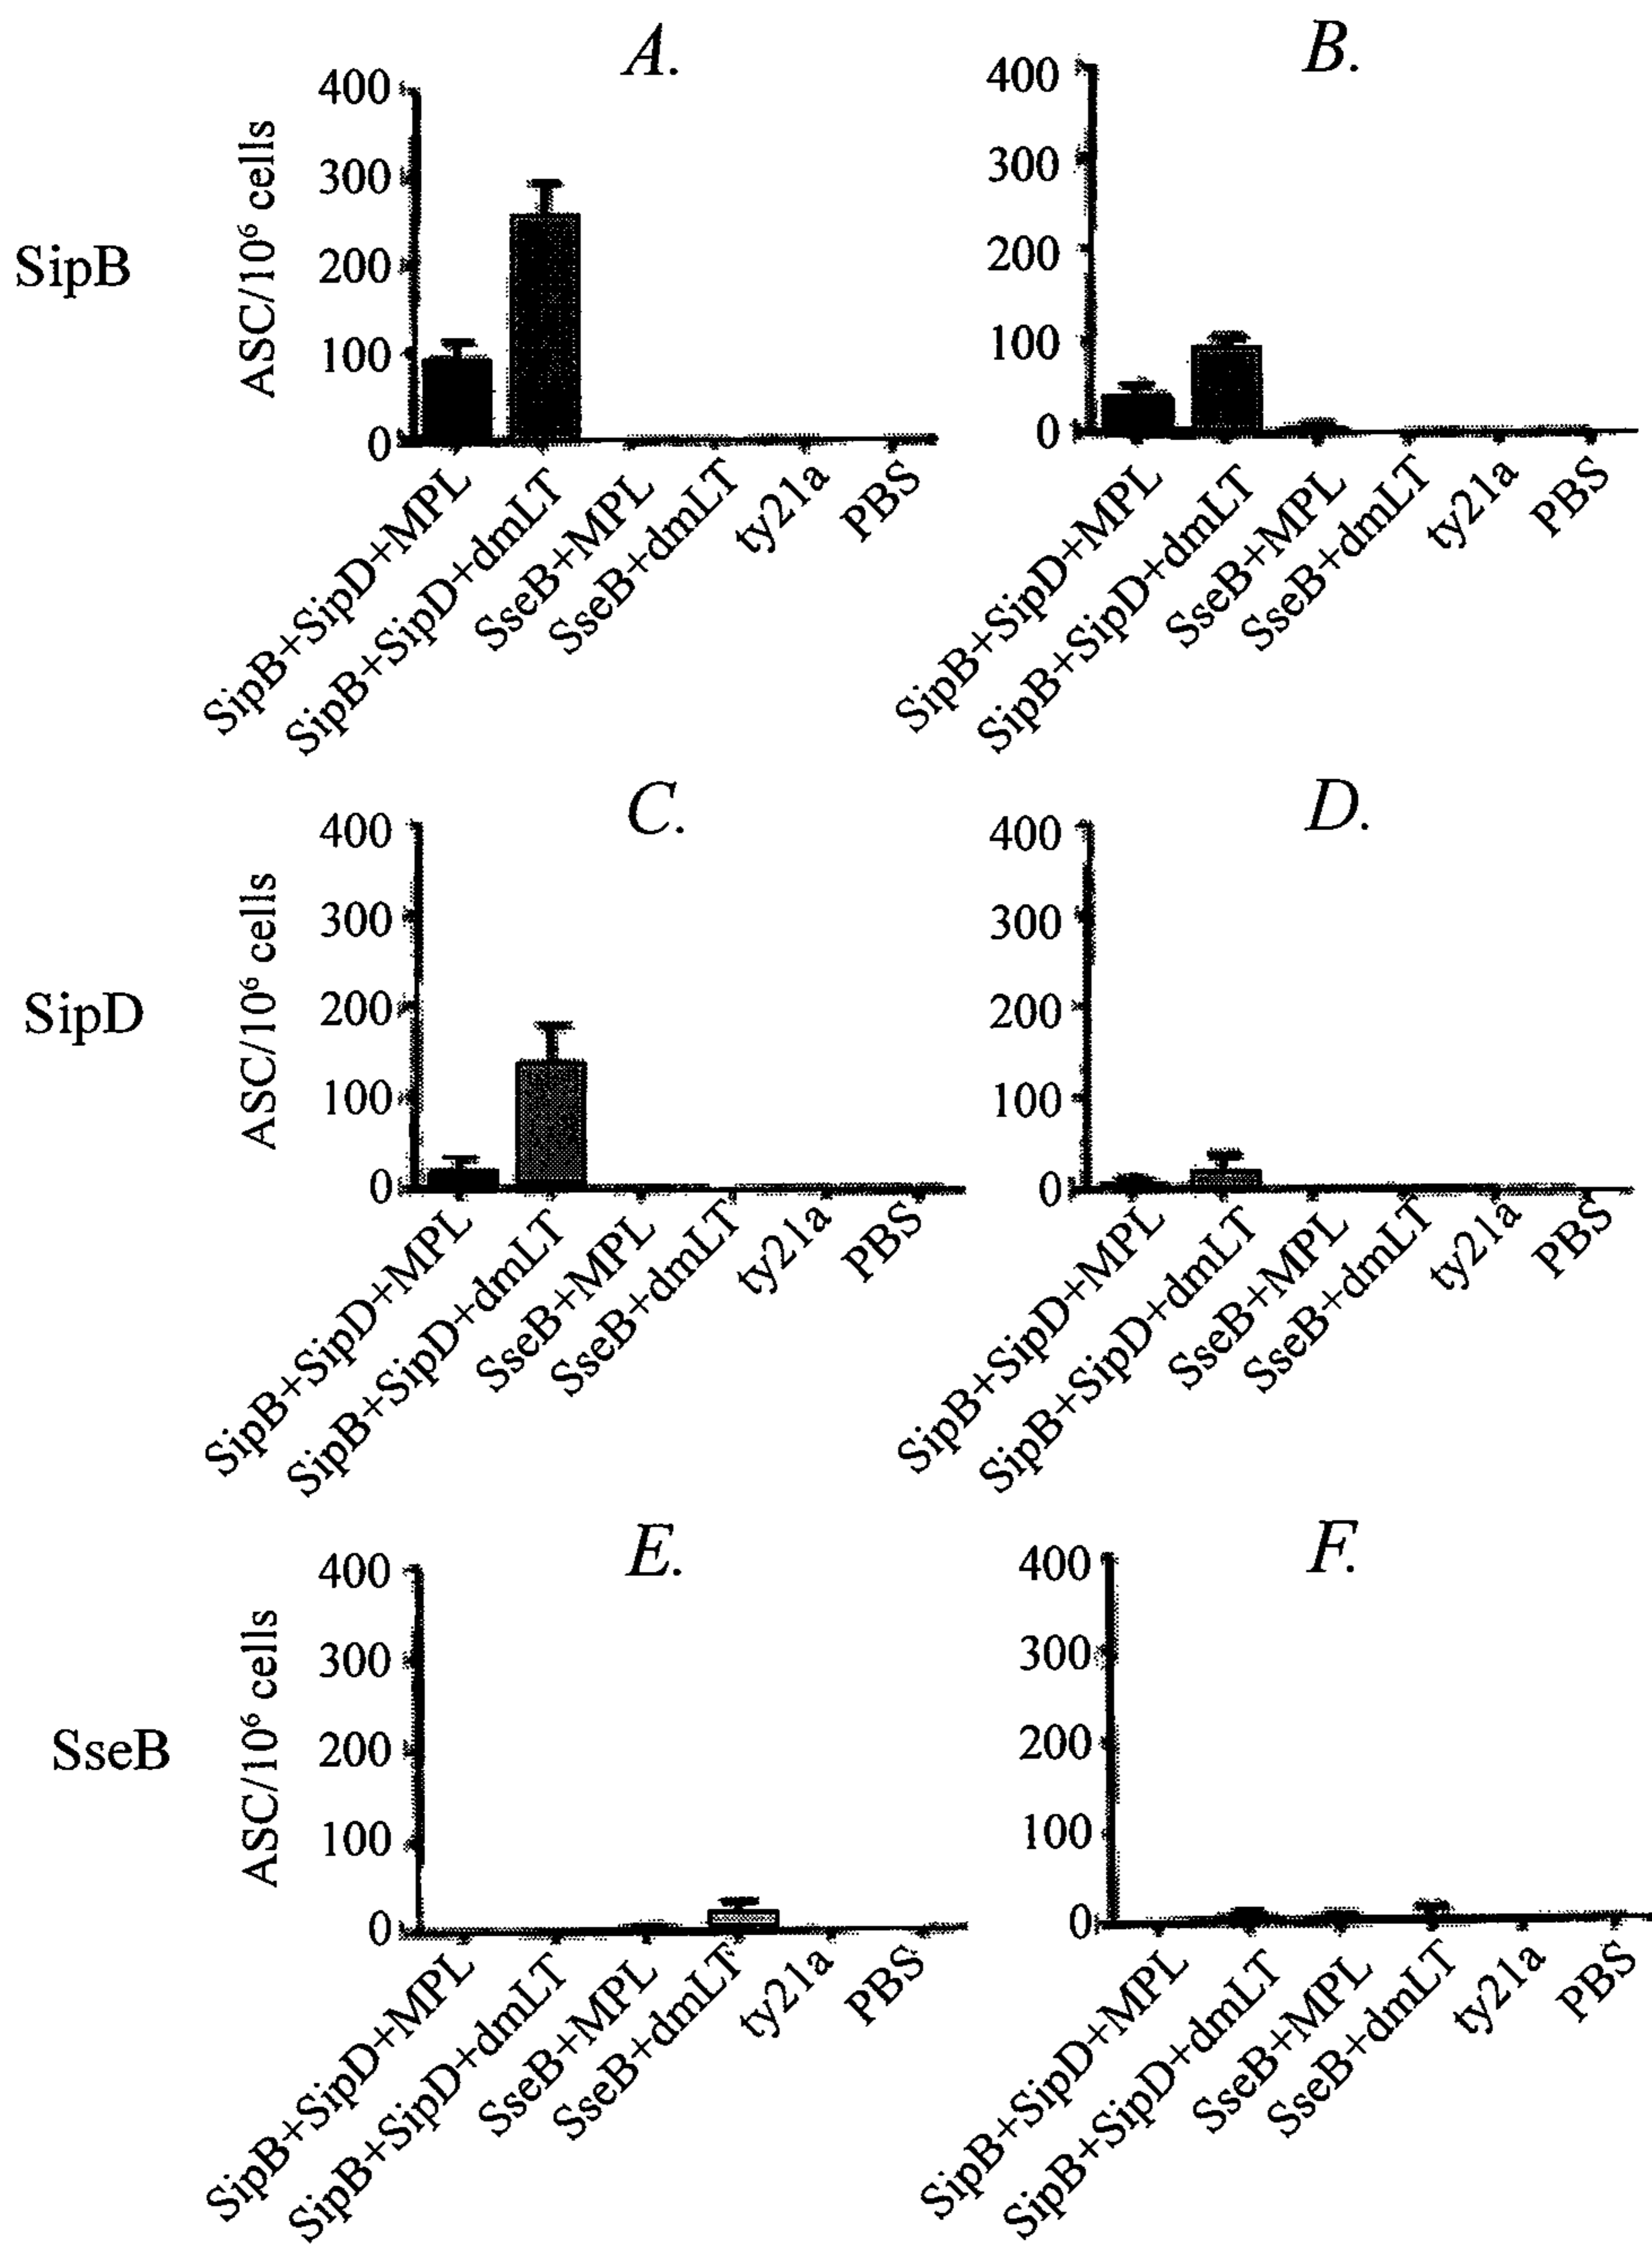 A.
SipB
ASC/10⁶ cells
400
300
200
100
0
SipB+SipD+MPL
SipB+SipD+dmLT
SseB+MPL
SseB+dmLT
ty21a
PBS
B.
400
300
200
100
0
SipB+SipD+MPL
SipB+SipD+dmLT
SseB+MPL
SseB+dmLT
ty21a
PBS
C.
SipD
ASC/10⁶ cells
400
300
200
100
0
SipB+SipD+MPL
SipB+SipD+dmLT
SseB+MPL
SseB+dmLT
ty21a
PBS
D.
400
300
200
100
0
SipB+SipD+MPL
SipB+SipD+dmLT
SseB+MPL
SseB+dmLT
ty21a
PBS
E.
SseB
ASC/10⁶ cells
400
300
200
100
0
SipB+SipD+MPL
SipB+SipD+dmLT
SseB+MPL
SseB+dmLT
ty21a
PBS
F.
400
300
200
100
0
SipB+SipD+MPL
SipB+SipD+dmLT
SseB+MPL
SseB+dmLT
ty21a
PBS